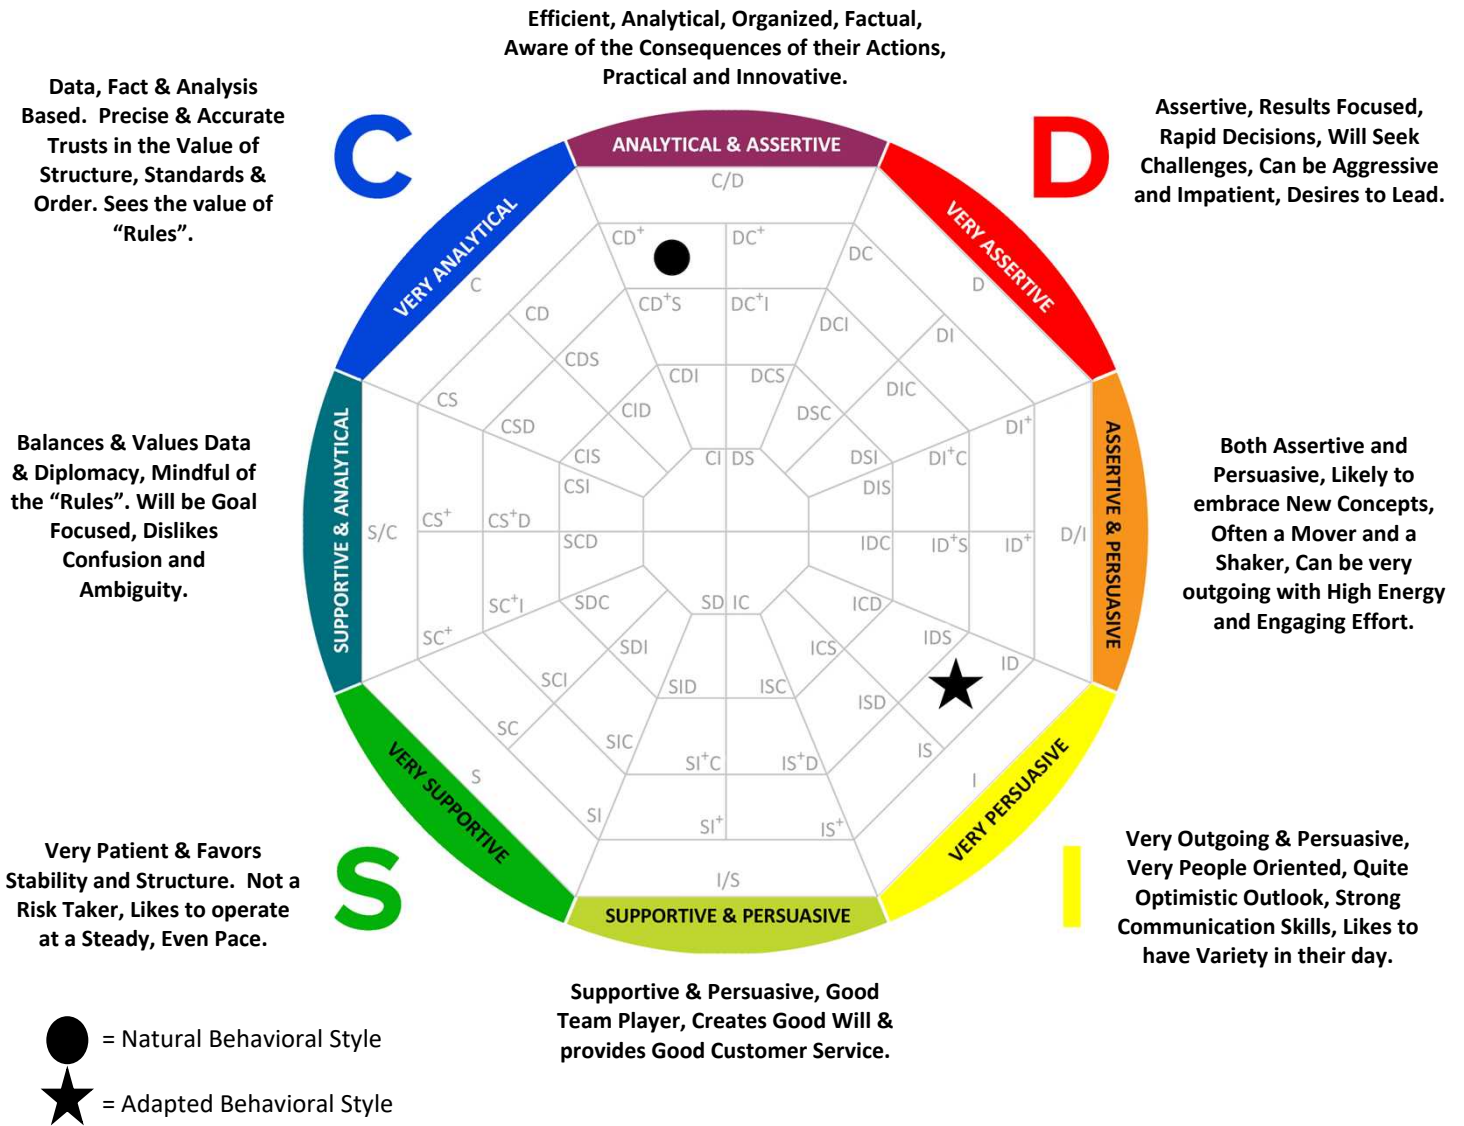 Efficient, Analytical, Organized, Factual,
Aware of the Consequences of their Actions,
Practical and Innovative.
Data, Fact & Analysis
Based.  Precise & Accurate
Trusts in the Value of
Structure, Standards &
Order. Sees the value of
“Rules”.
C
D
Assertive, Results Focused,
Rapid Decisions, Will Seek
Challenges, Can be Aggressive
and Impatient, Desires to Lead.
ANALYTICAL & ASSERTIVE
C/D
VERY ANALYTICAL
C
VERY ASSERTIVE
D
CD+
DC+
DC
CD
CD+S
DC+I
DCI
DI
CDS
CDI
DCS
DIC
CS
CSD
CID
DSC
DI+
CIS
CI
DS
DSI
DI+C
CSI
DIS
SUPPORTIVE & ANALYTICAL
S/C
CS+
CS+D
SCD
IDC
ID+S
ID+
D/I
ASSERTIVE & PERSUASIVE
Balances & Values Data
& Diplomacy, Mindful of
the “Rules”. Will be Goal
Focused, Dislikes
Confusion and
Ambiguity.
Both Assertive and
Persuasive, Likely to
embrace New Concepts,
Often a Mover and a
Shaker, Can be very
outgoing with High Energy
and Engaging Effort.
SC+I
SDC
SD
IC
ICD
SC+
SDI
ICS
IDS
ID
SCI
SID
ISC
ISD
SC
SIC
SI+C
IS+D
IS
S
I
SI
SI+
IS+
VERY SUPPORTIVE
VERY PERSUASIVE
I/S
SUPPORTIVE & PERSUASIVE
S
I
Very Patient & Favors
Stability and Structure.  Not a
Risk Taker, Likes to operate
at a Steady, Even Pace.
Very Outgoing & Persuasive,
Very People Oriented, Quite
Optimistic Outlook, Strong
Communication Skills, Likes to
have Variety in their day.
Supportive & Persuasive, Good
Team Player, Creates Good Will &
provides Good Customer Service.
= Natural Behavioral Style
= Adapted Behavioral Style